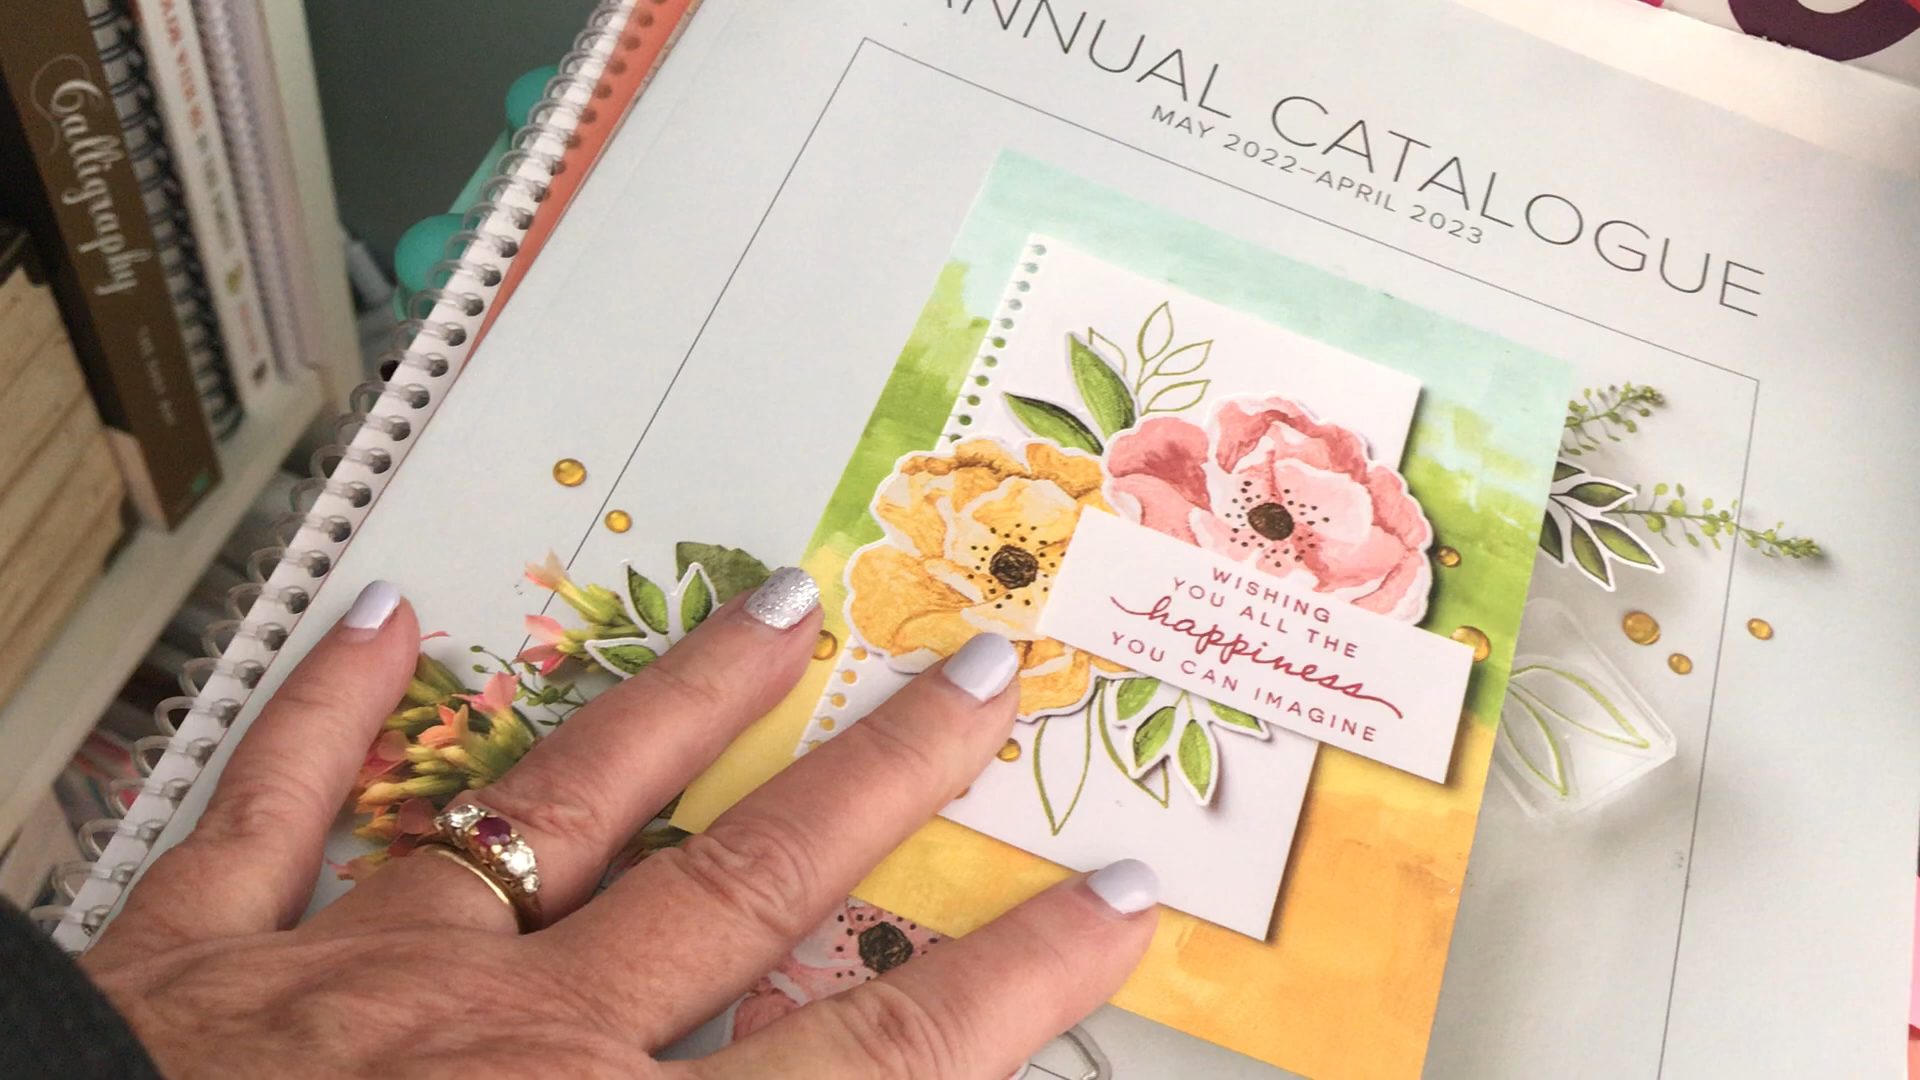 ANNUAL CATALOGUE
MAY 2022–APRIL 2023
WISHING
YOU ALL THE
happiness
YOU CAN IMAGINE
Calligraphy